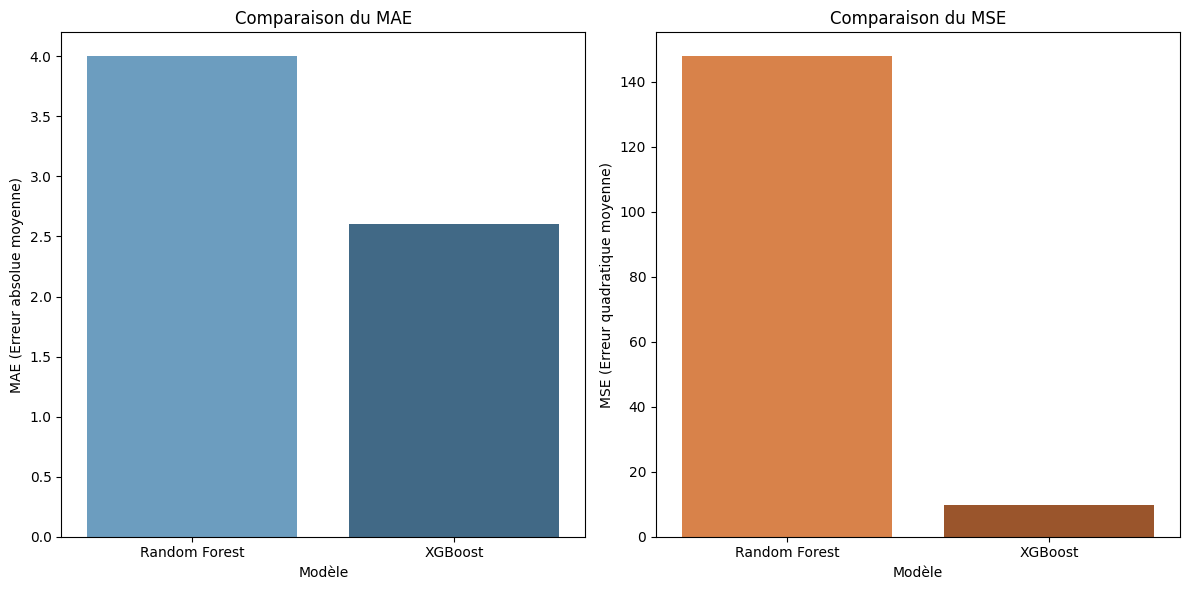 Comparaison du MAE
MAE (Erreur absolue moyenne)
4.0
3.5
3.0
2.5
2.0
1.5
1.0
0.5
0.0
Random Forest
XGBoost
Modèle
Comparaison du MSE
MSE (Erreur quadratique moyenne)
140
120
100
80
60
40
20
0
Random Forest
XGBoost
Modèle